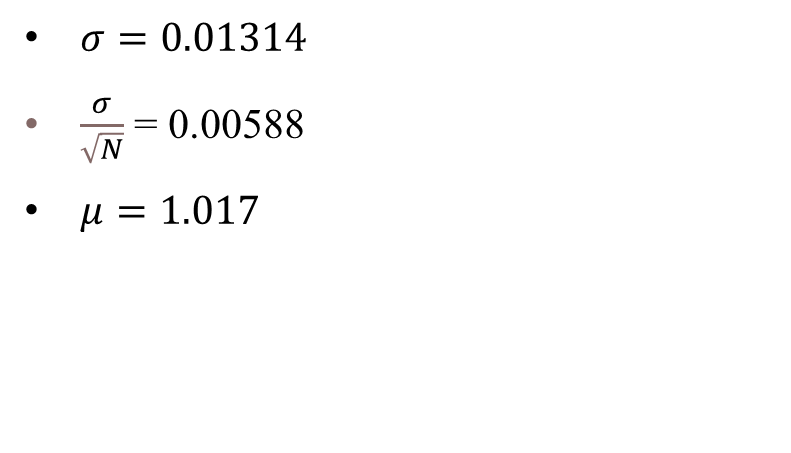 • σ = 0.01314
• σ/√N = 0.00588
• μ = 1.017